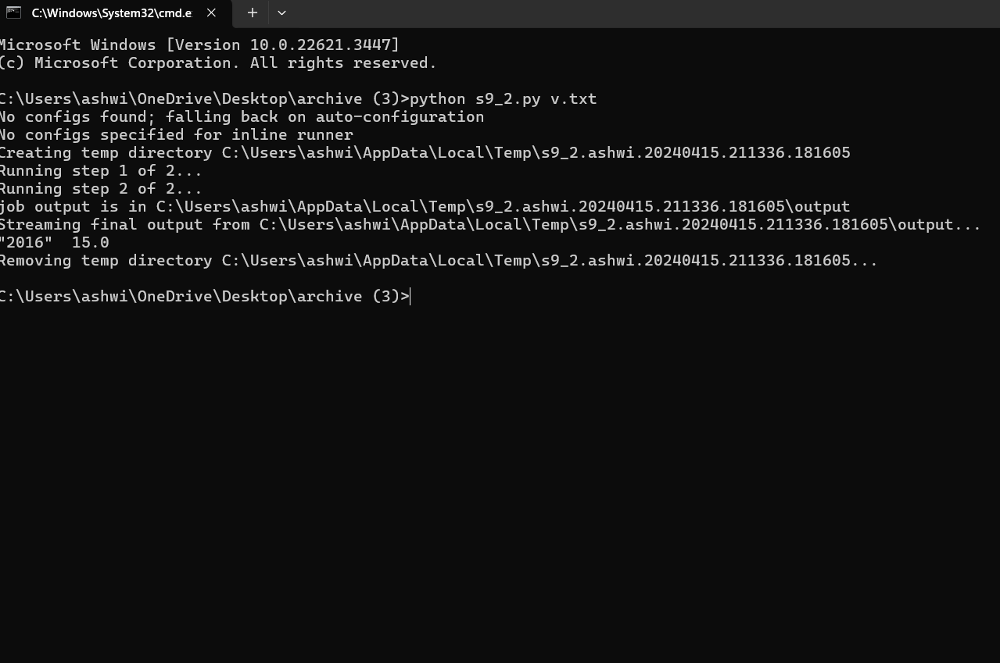 C:\Windows\System32\cmd.e
Microsoft Windows [Version 10.0.22621.3447]
(c) Microsoft Corporation. All rights reserved.
C:\Users\ashwi\OneDrive\Desktop\archive (3)>python s9_2.py v.txt
No configs found; falling back on auto-configuration
No configs specified for inline runner
Creating temp directory C:\Users\ashwi\AppData\Local\Temp\s9_2.ashwi.20240415.211336.181605
Running step 1 of 2...
Running step 2 of 2...
job output is in C:\Users\ashwi\AppData\Local\Temp\s9_2.ashwi.20240415.211336.181605\output
Streaming final output from C:\Users\ashwi\AppData\Local\Temp\s9_2.ashwi.20240415.211336.181605\output...
"2016"  15.0
Removing temp directory C:\Users\ashwi\AppData\Local\Temp\s9_2.ashwi.20240415.211336.181605...
C:\Users\ashwi\OneDrive\Desktop\archive (3)>